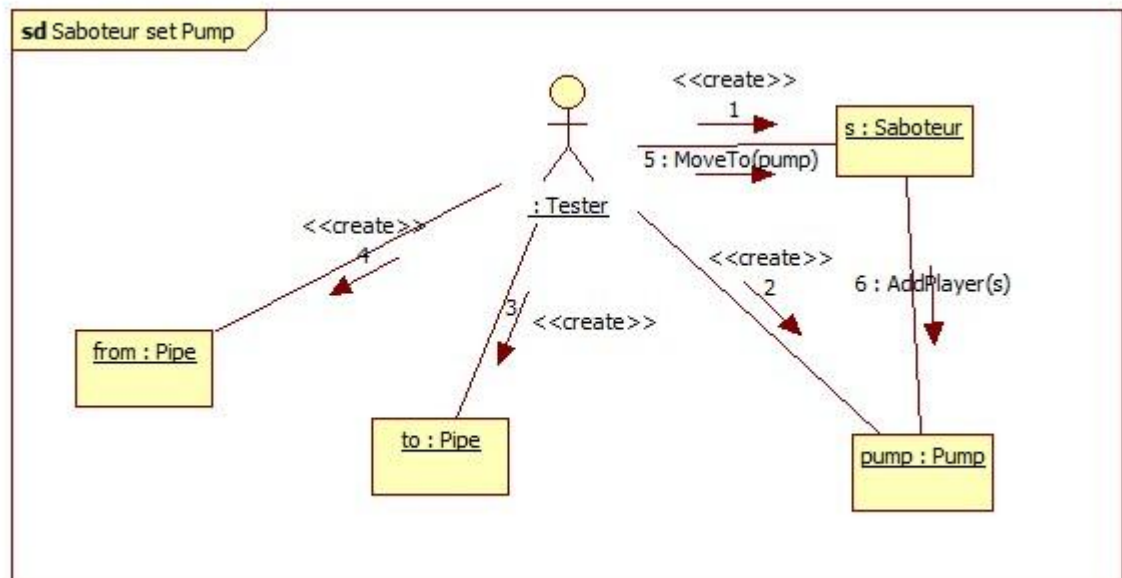 sd Saboteur set Pump
<<create>>
1
s : Saboteur
5 : MoveTo(pump)
: Tester
<<create>>
4
<<create>>
2
6 : AddPlayer(s)
3
<<create>>
from : Pipe
to : Pipe
pump : Pump